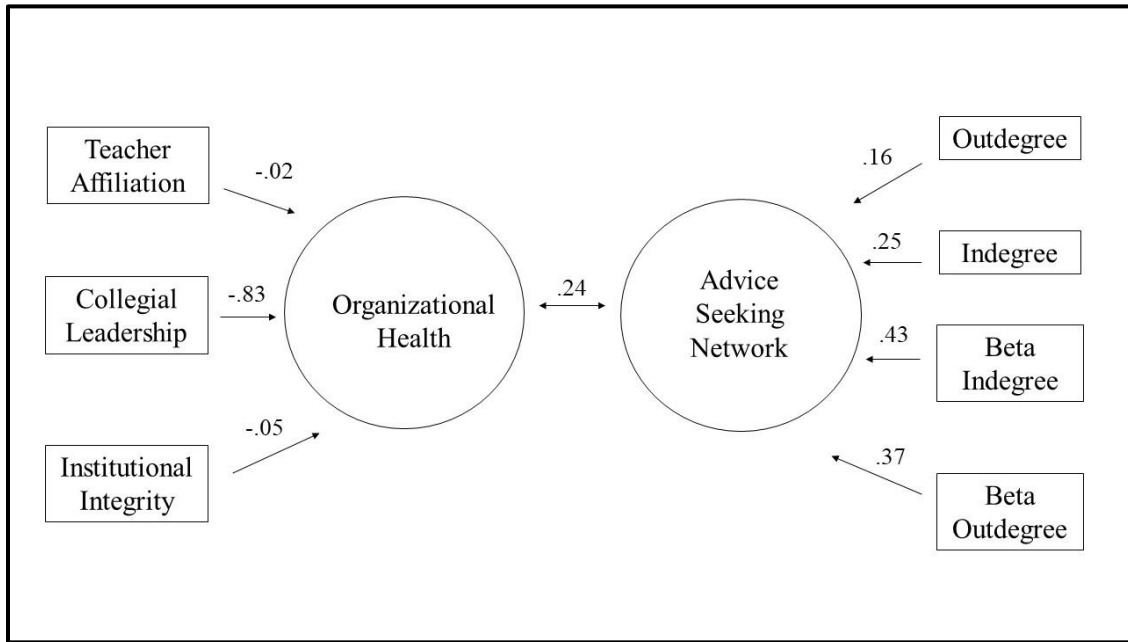 Teacher
Affiliation
-.02
Collegial
Leadership
-.83
Institutional
Integrity
-.05
Organizational
Health
.24
Advice
Seeking
Network
.16
Outdegree
.25
Indegree
.43
Beta
Indegree
.37
Beta
Outdegree